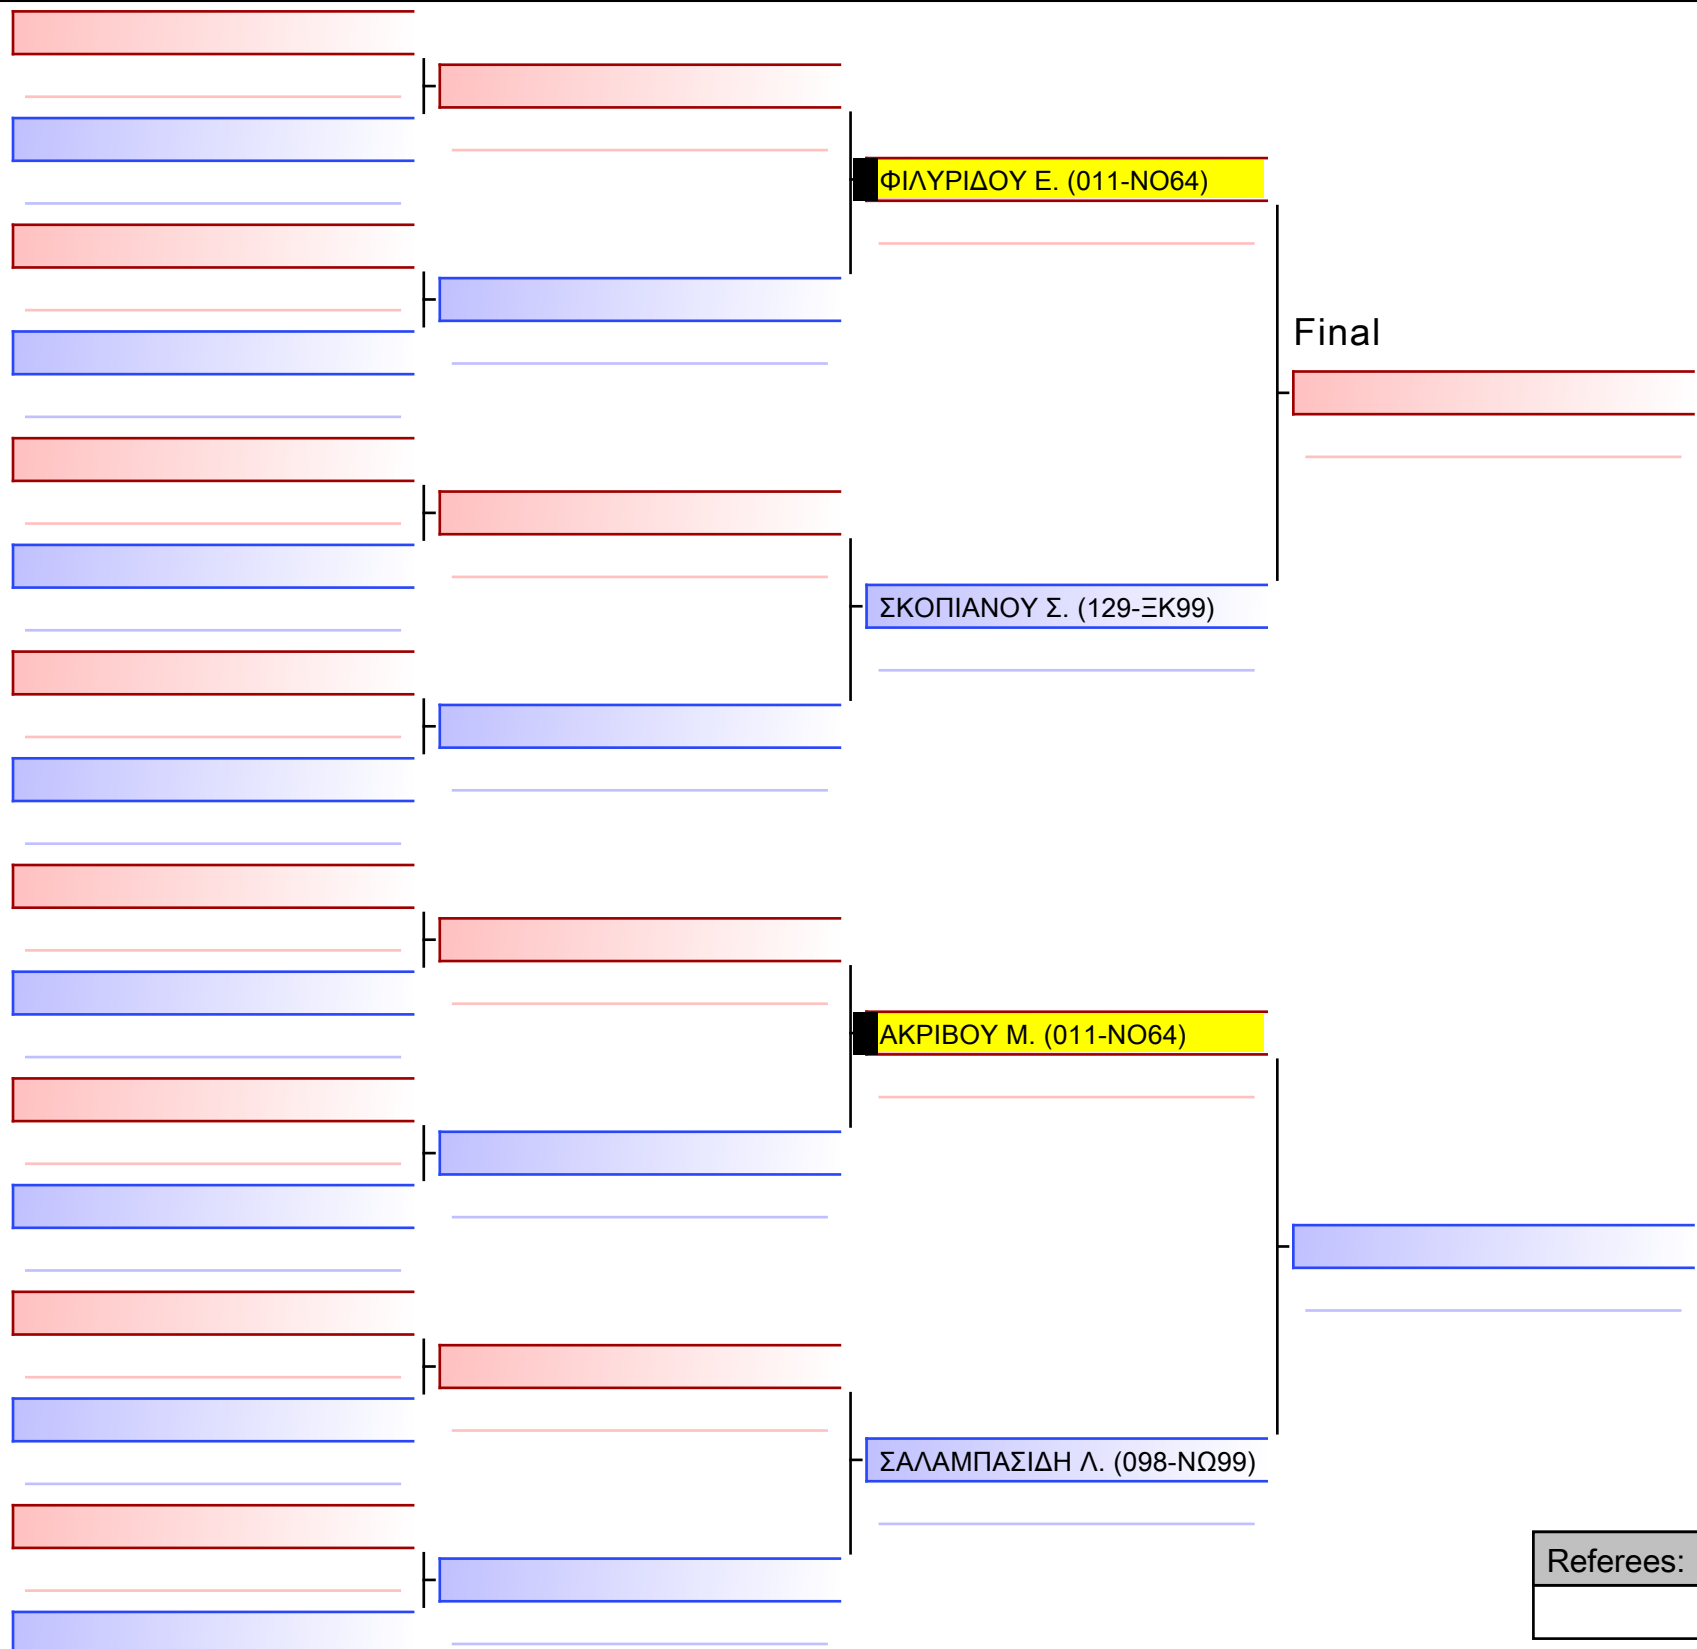 ΦΙΛΥΡΙΔΟΥ Ε. (011-ΝΟ64)
Final
ΣΚΟΠΙΑΝΟΥ Σ. (129-ΞΚ99)
ΑΚΡΙΒΟΥ Μ. (011-ΝΟ64)
ΣΑΛΑΜΠΑΣΙΔΗ Λ. (098-ΝΩ99)
Referees: